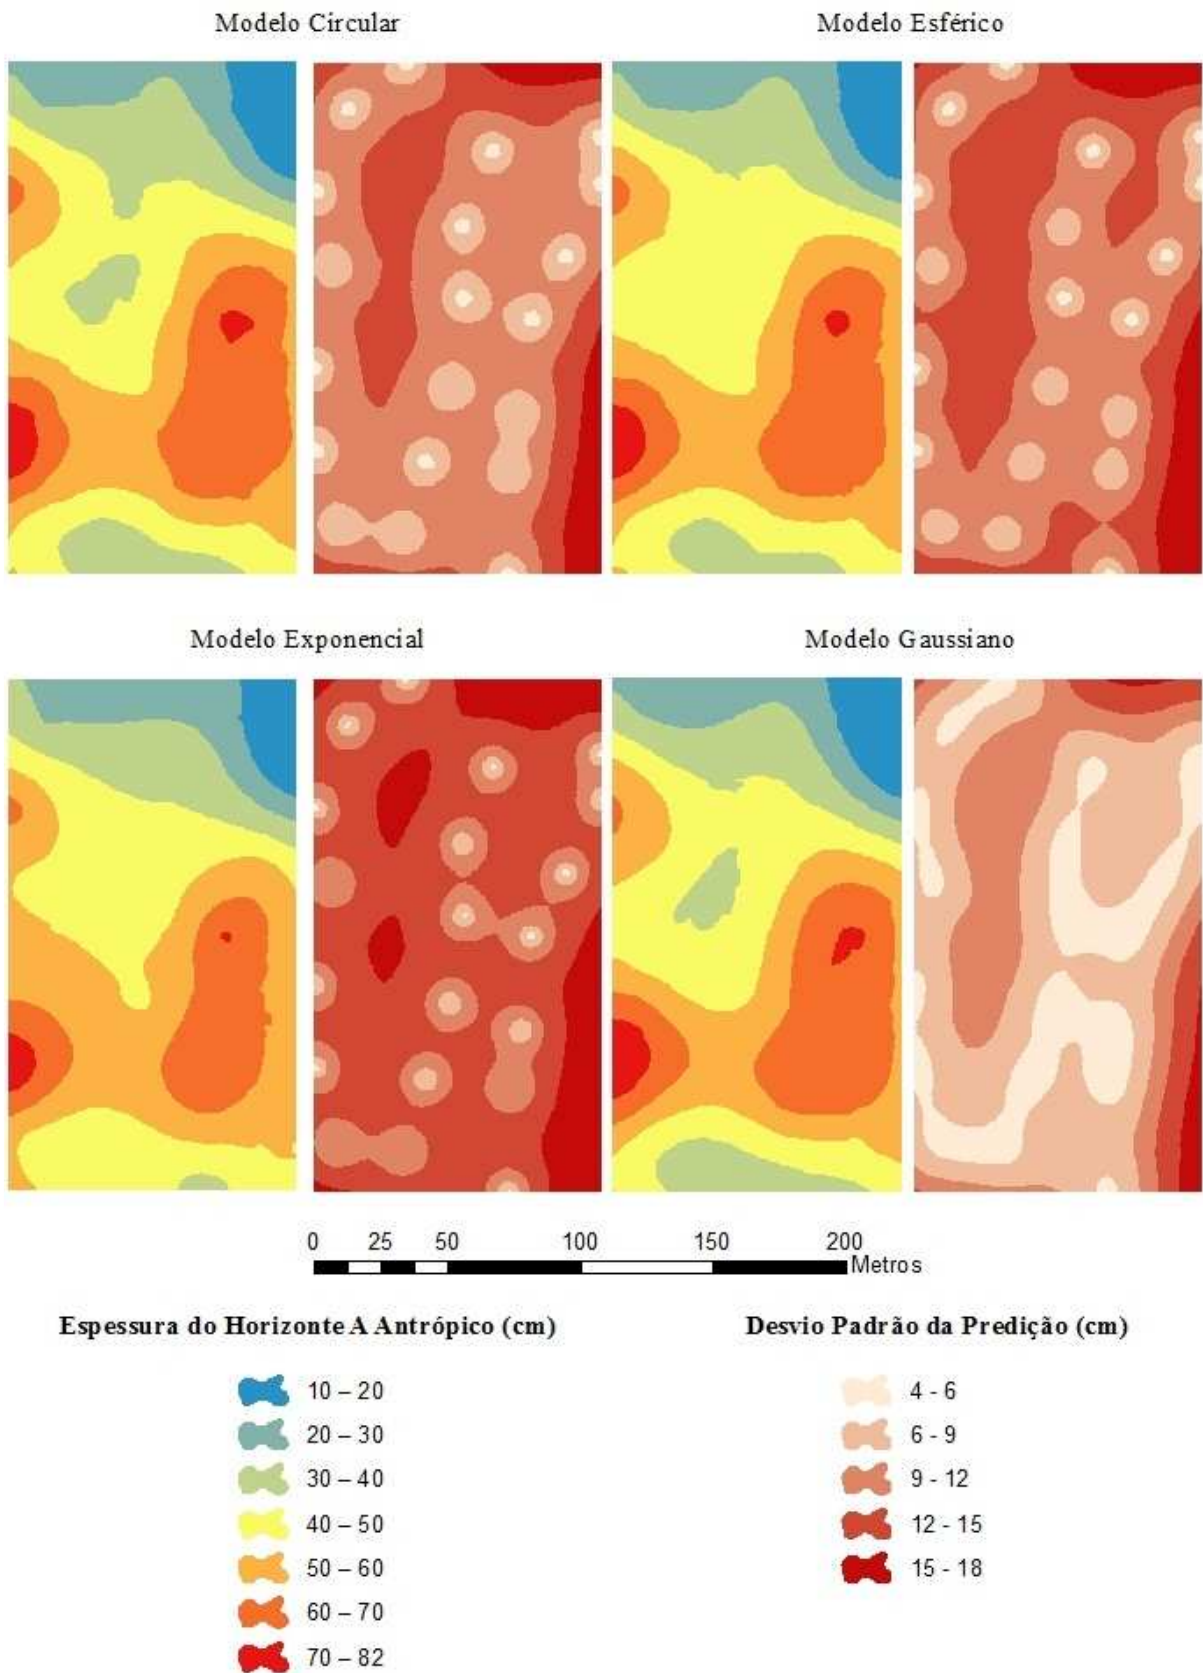 Modelo Circular
Modelo Esférico
Modelo Exponencial
Modelo Gaussiano
0 25 50 100 150 200
Metros
Espessura do Horizonte A Antrópico (cm)
10 – 20
20 – 30
30 – 40
40 – 50
50 – 60
60 – 70
70 – 82
Desvio Padrão da Predição (cm)
4 - 6
6 - 9
9 - 12
12 - 15
15 - 18